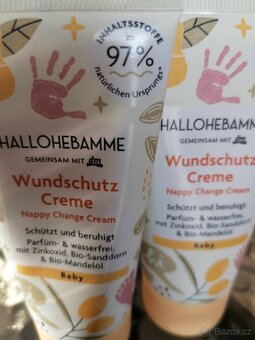 INHALTSSTOFFE
zu
97%
natürlichen Ursprungs*
HALLOHEBAMME
GEMEINSAM MIT dm
Wundschutz
Creme
Nappy Change Cream
Schützt und beruhigt
Parfüm- & wasserfrei,
mit Zinkoxid, Bio-Sanddorn
& Bio-Mandelöl
Baby
HALLOHEBAMME
GEMEINSAM MIT dm
Wundschutz
Creme
Nappy Change Cream
Schützt und beruhigt
Parfüm- & wasserfrei,
mit Zinkoxid, Bio-Sanddorn
& Bio-Mandelöl
Baby
© Bazos.cz